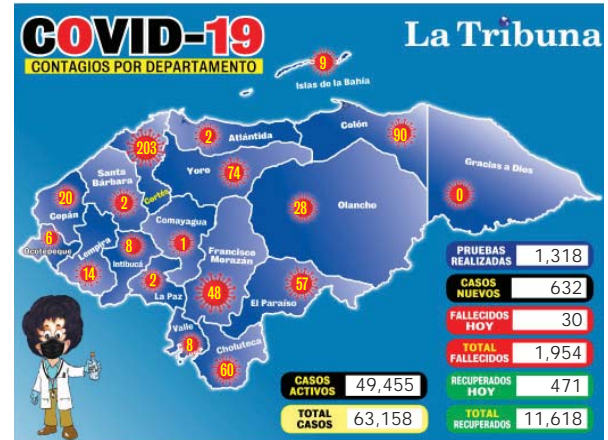 COVID-19
CONTAGIOS POR DEPARTAMENTO
La Tribuna
9
Islas de la Bahía
203
2
Atlántida
Colón
90
Gracias a Dios
0
Santa
Bárbara
2
Yoro
74
Cortés
20
Copán
28
Olancho
6
Ocotepeque
Lempira
14
8
Intibucá
Comayagua
1
2
La Paz
Francisco
Morazán
48
57
El Paraíso
Valle
8
Choluteca
60
PRUEBAS
REALIZADAS 1,318
CASOS
NUEVOS 632
FALLECIDOS
HOY 30
TOTAL
FALLECIDOS 1,954
RECUPERADOS
HOY 471
TOTAL
RECUPERADOS 11,618
CASOS
ACTIVOS 49,455
TOTAL
CASOS 63,158